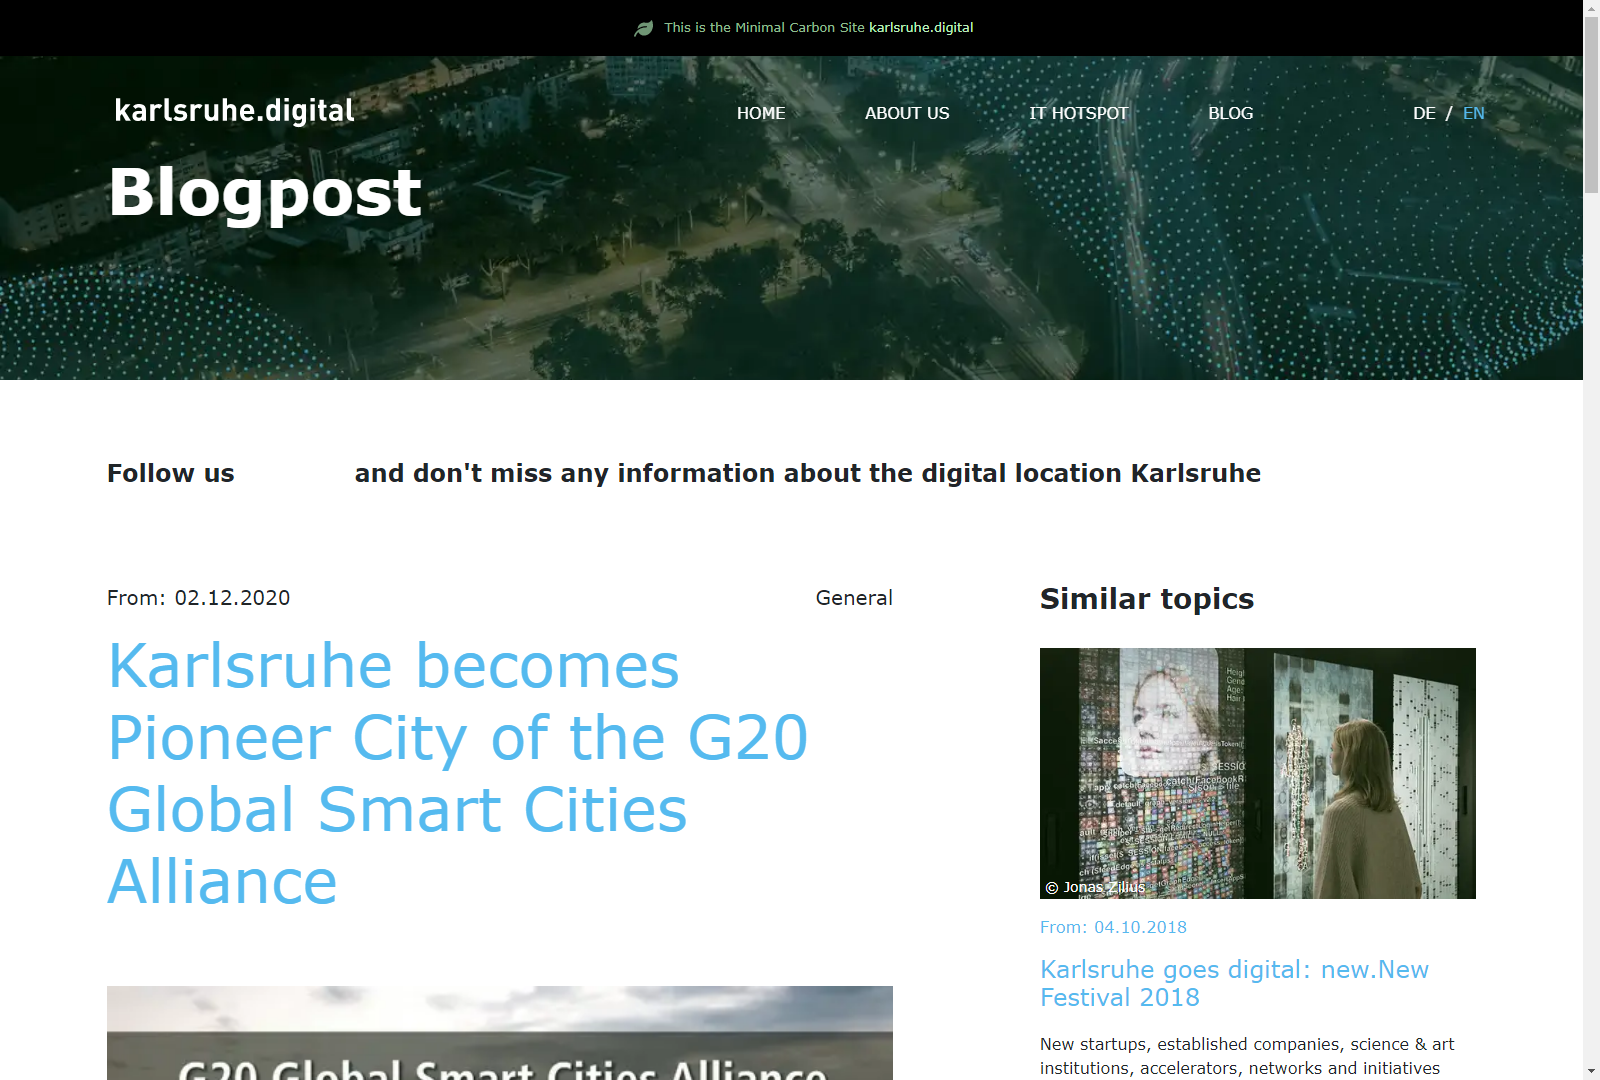 This is the Minimal Carbon Site karlsruhe.digital
karlsruhe.digital
HOME
ABOUT US
IT HOTSPOT
BLOG
DE / EN
Blogpost
Follow us and don't miss any information about the digital location Karlsruhe
From: 02.12.2020
General
Karlsruhe becomes
Pioneer City of the G20
Global Smart Cities
Alliance
G20 Global Smart Cities Alliance
Similar topics
© Jonas Zilius
From: 04.10.2018
Karlsruhe goes digital: new.New
Festival 2018
New startups, established companies, science & art
institutions, accelerators, networks and initiatives